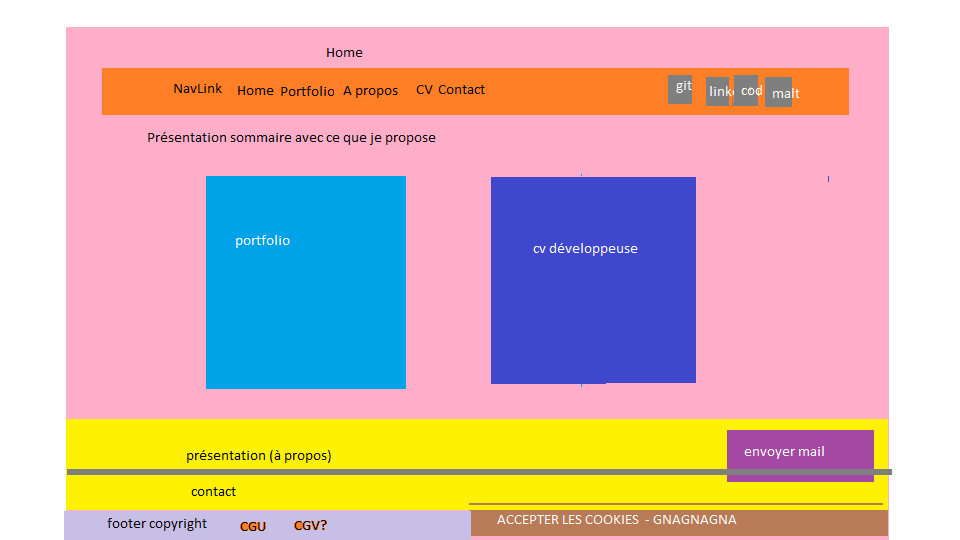 Home
NavLink Home Portfolio A propos CV Contact git link cod malt
Présentation sommaire avec ce que je propose
portfolio
cv développeuse
envoyer mail
présentation (à propos)
contact
footer copyright CGU CGV?
ACCEPTER LES COOKIES - GNAGNAGNA